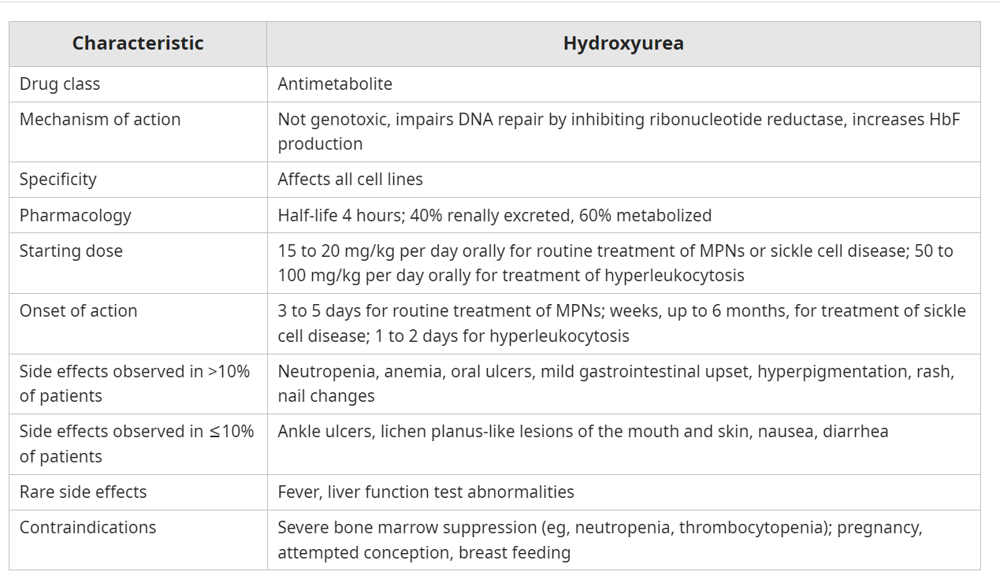 Characteristic
Hydroxyurea
Drug class
Antimetabolite
Mechanism of action
Not genotoxic, impairs DNA repair by inhibiting ribonucleotide reductase, increases HbF
production
Specificity
Affects all cell lines
Pharmacology
Half-life 4 hours; 40% renally excreted, 60% metabolized
Starting dose
15 to 20 mg/kg per day orally for routine treatment of MPNs or sickle cell disease; 50 to
100 mg/kg per day orally for treatment of hyperleukocytosis
Onset of action
3 to 5 days for routine treatment of MPNs; weeks, up to 6 months, for treatment of sickle
cell disease; 1 to 2 days for hyperleukocytosis
Side effects observed in >10%
of patients
Neutropenia, anemia, oral ulcers, mild gastrointestinal upset, hyperpigmentation, rash,
nail changes
Side effects observed in ≤10%
of patients
Ankle ulcers, lichen planus-like lesions of the mouth and skin, nausea, diarrhea
Rare side effects
Fever, liver function test abnormalities
Contraindications
Severe bone marrow suppression (eg, neutropenia, thrombocytopenia); pregnancy,
attempted conception, breast feeding